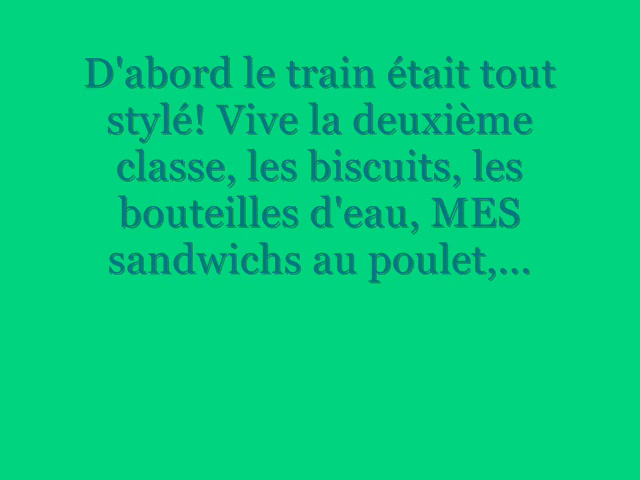 D'abord le train était tout
stylé! Vive la deuxième
classe, les biscuits, les
bouteilles d'eau, MES
sandwichs au poulet,...